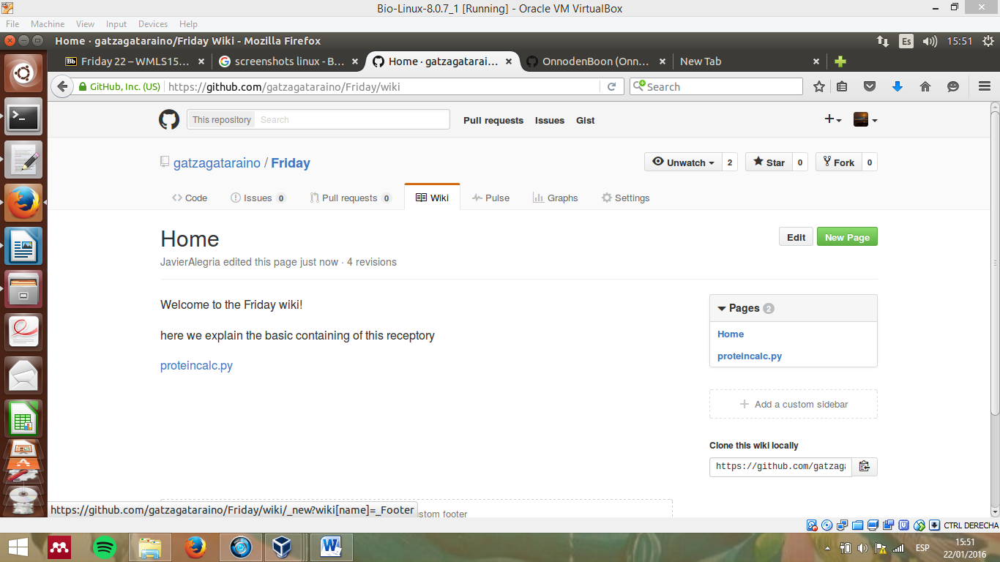 Bio-Linux-8.0.7_1 [Running] - Oracle VM VirtualBox
File Machine View Input Devices Help
Home · gatzagataraino/Friday Wiki - Mozilla Firefox
Es 15:51
Bb Friday 22 – WMLS15… screenshots linux - B… Home · gatzagatarai… OnnodenBoon (Onn… New Tab
GitHub, Inc. (US) https://github.com/gatzagataraino/Friday/wiki Search
This repository Search Pull requests Issues Gist
gatzagataraino / Friday Unwatch 2 Star 0 Fork 0
Code Issues 0 Pull requests 0 Wiki Pulse Graphs Settings
Home Edit New Page
JavierAlegria edited this page just now · 4 revisions
Welcome to the Friday wiki!
here we explain the basic containing of this receptory
proteincalc.py
Pages 2
Home
proteincalc.py
Add a custom sidebar
Clone this wiki locally
https://github.com/gatzaga
stom footer
https://github.com/gatzagataraino/Friday/wiki/_new?wiki[name]=_Footer
CTRL DERECHA
ESP 15:51
22/01/2016